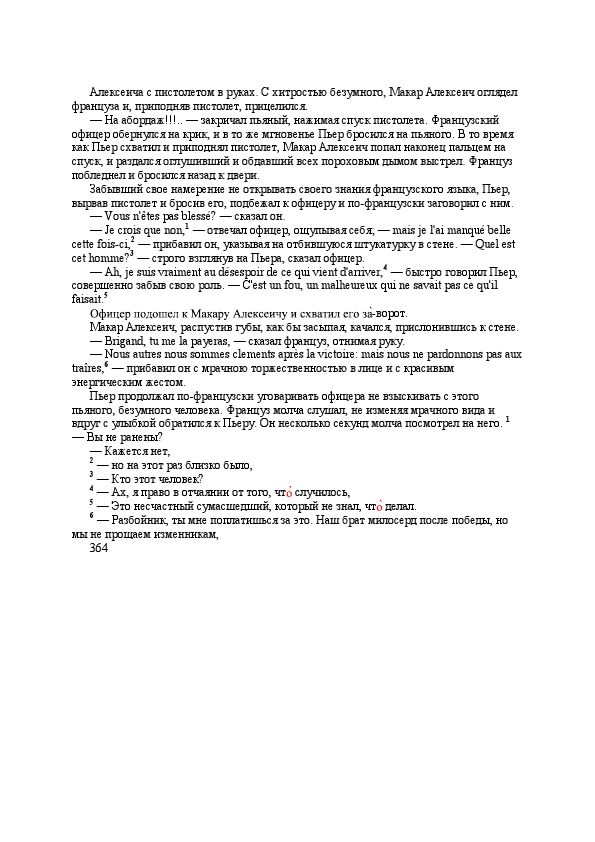 Алексеича с пистолетом в руках. С хитростью безумного, Макар Алексеич оглядел
француза и, приподняв пистолет, прицелился.
— На абордаж!!!.. — закричал пьяный, нажимая спуск пистолета. Французский
офицер обернулся на крик, и в то же мгновенье Пьер бросился на пьяного. В то время
как Пьер схватил и приподнял пистолет, Макар Алексеич попал наконец пальцем на
спуск, и раздался оглушивший и обдавший всех пороховым дымом выстрел. Француз
побледнел и бросился назад к двери.
Забывший свое намерение не открывать своего знания французского языка, Пьер,
вырвав пистолет и бросив его, подбежал к офицеру и по-французски заговорил с ним.
— Vous n'êtes pas blessé? — сказал он.
— Je crois que non,¹ — отвечал офицер, ощупывая себя; — mais je l'ai manqué belle
cette fois-ci,² — прибавил он, указывая на отбившуюся штукатурку в стене. — Quel est
cet homme?³ — строго взглянув на Пьера, сказал офицер.
— Ah, je suis vraiment au désespoir de ce qui vient d'arriver,⁴ — быстро говорил Пьер,
совершенно забыв свою роль. — C'est un fou, un malheureux qui ne savait pas ce qu'il
faisait.⁵
Офицер подошел к Макару Алексеичу и схватил его за̀-ворот.
Макар Алексеич, распустив губы, как бы засыпая, качался, прислонившись к стене.
— Brigand, tu me la payeras, — сказал француз, отнимая руку.
— Nous autres nous sommes clements après la victoire: mais nous ne pardonnons pas aux
traîres,⁶ — прибавил он с мрачною торжественностью в лице и с красивым
энергическим жестом.
Пьер продолжал по-французски уговаривать офицера не взыскивать с этого
пьяного, безумного человека. Француз молча слушал, не изменяя мрачного вида и
вдруг с улыбкой обратился к Пьеру. Он несколько секунд молча посмотрел на него. ¹
— Вы не ранены?
— Кажется нет,
² — но на этот раз близко было,
³ — Кто этот человек?
⁴ — Ах, я право в отчаянии от того, что̀ случилось,
⁵ — Это несчастный сумасшедший, который не знал, что̀ делал.
⁶ — Разбойник, ты мне поплатишься за это. Наш брат милосерд после победы, но
мы не прощаем изменникам,
364